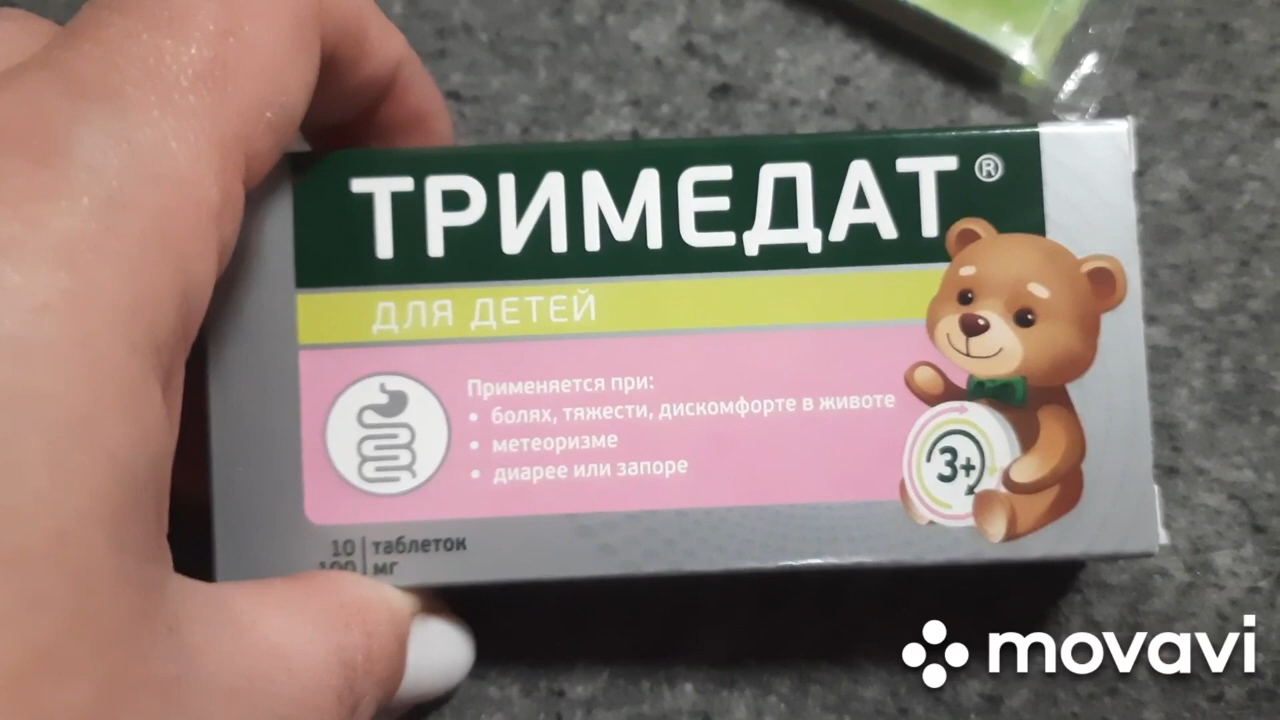 ТРИМЕДАТ®
ДЛЯ ДЕТЕЙ
Применяется при:
• болях, тяжести, дискомфорте в животе
• метеоризме
• диарее или запоре
3+
10 таблеток
100 мг
movavi